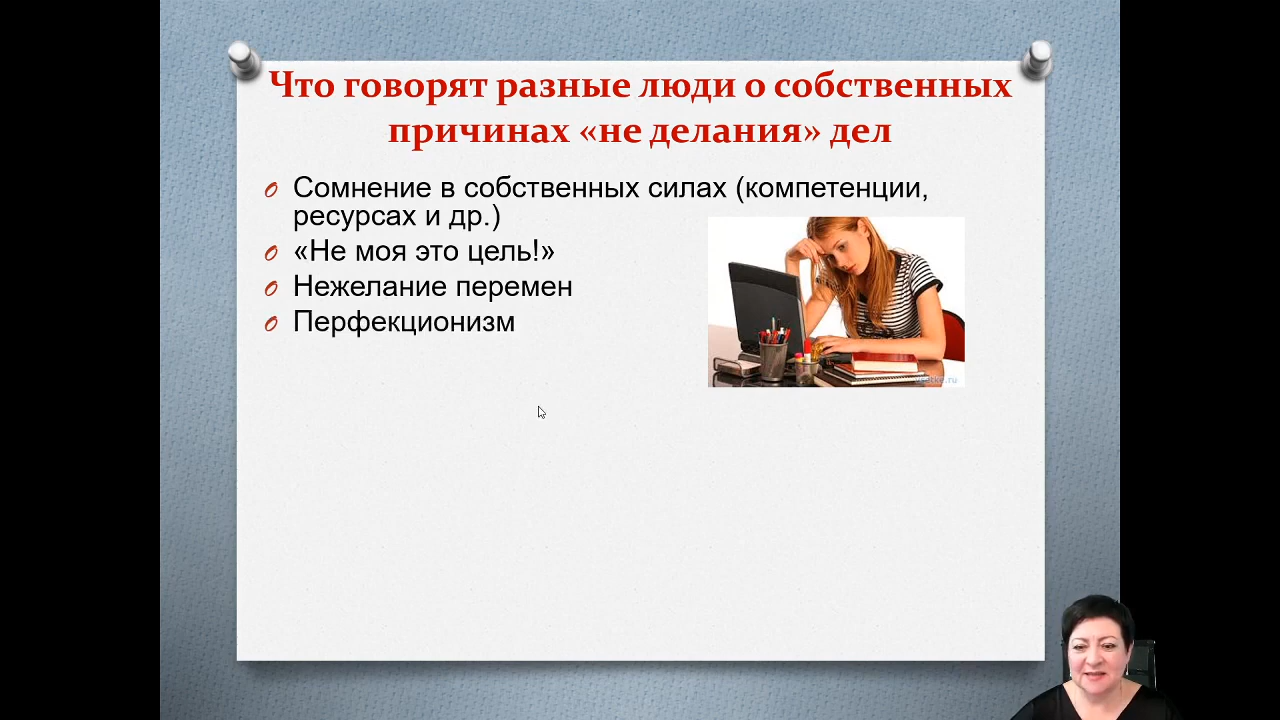 Что говорят разные люди о собственных
причинах «не делания» дел
Сомнение в собственных силах (компетенции,
ресурсах и др.)
«Не моя это цель!»
Нежелание перемен
Перфекционизм